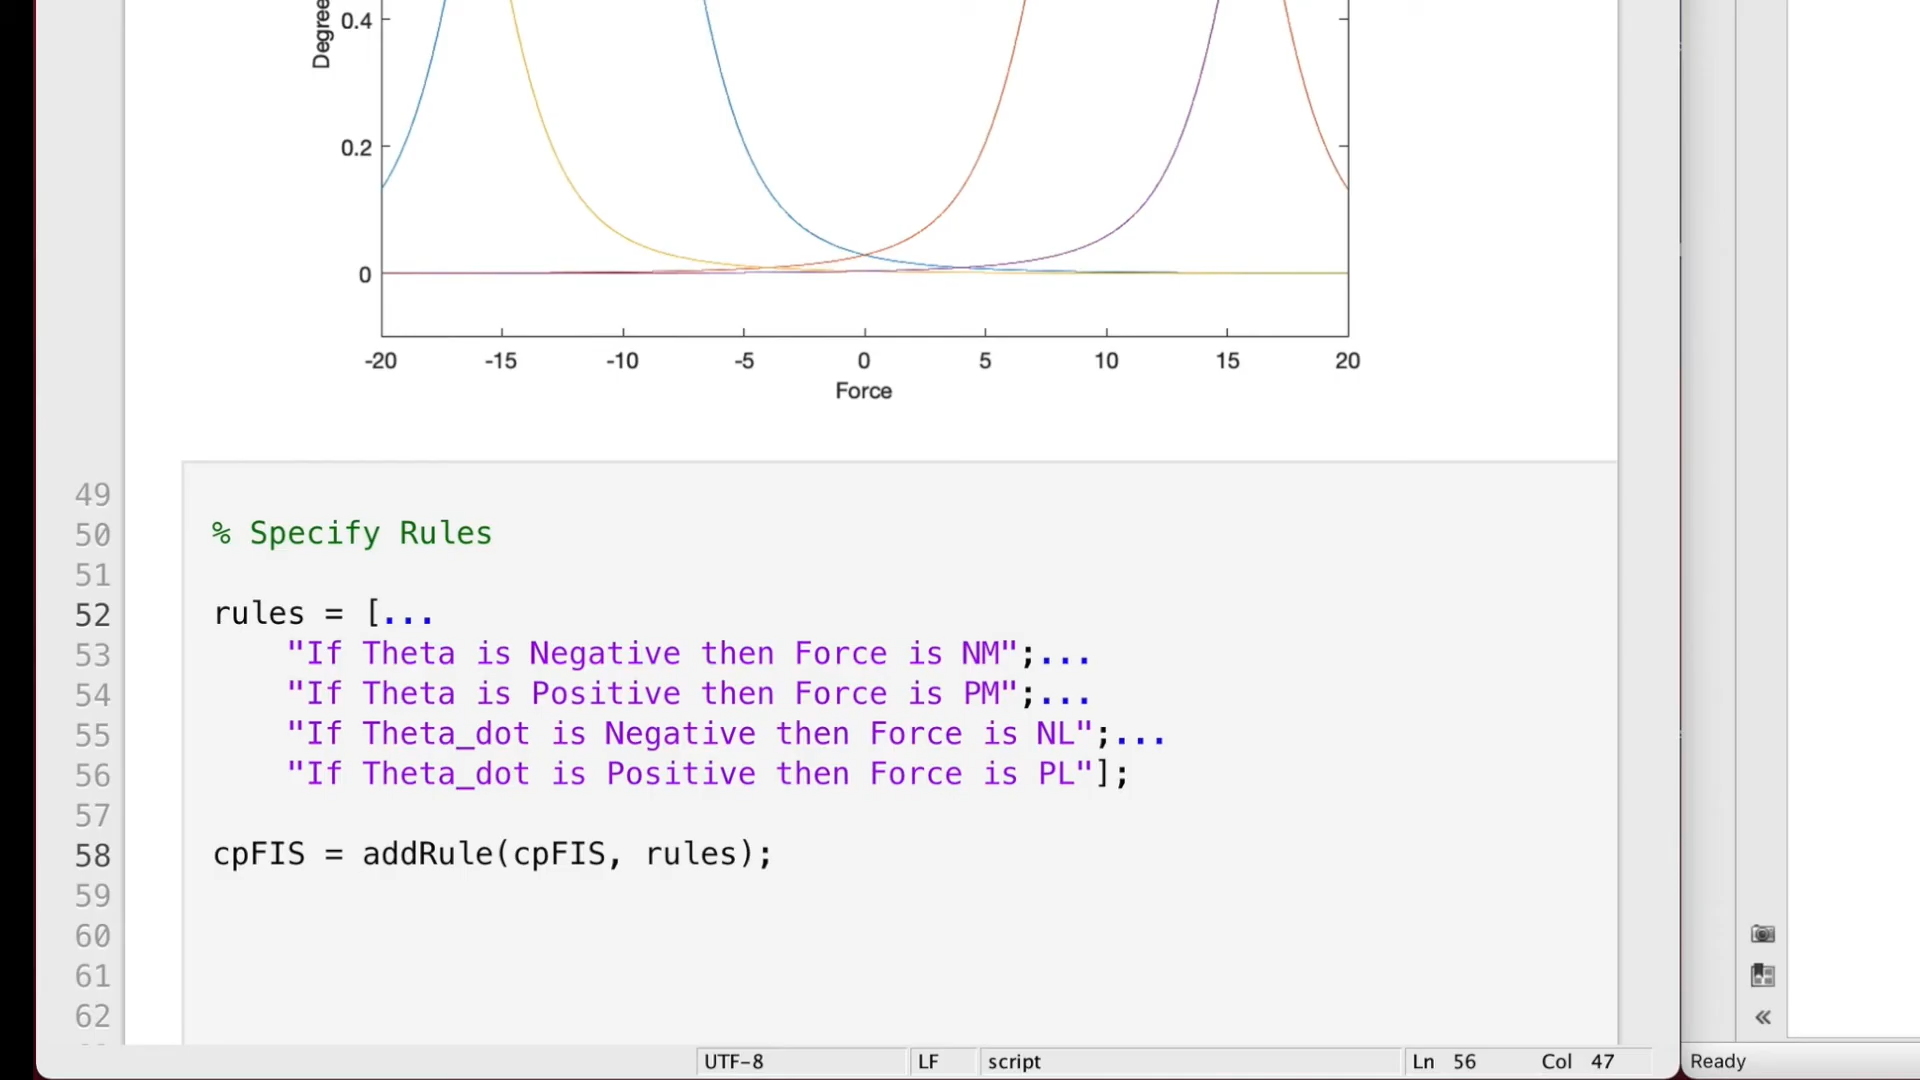 Degree
0.4
0.2
0
-20 -15 -10 -5 0 5 10 15 20
Force
49
50 % Specify Rules
51
52 rules = [...
53 "If Theta is Negative then Force is NM";...
54 "If Theta is Positive then Force is PM";...
55 "If Theta_dot is Negative then Force is NL";...
56 "If Theta_dot is Positive then Force is PL"];
57
58 cpFIS = addRule(cpFIS, rules);
59
60
61
62
UTF-8 LF script Ln 56 Col 47 Ready